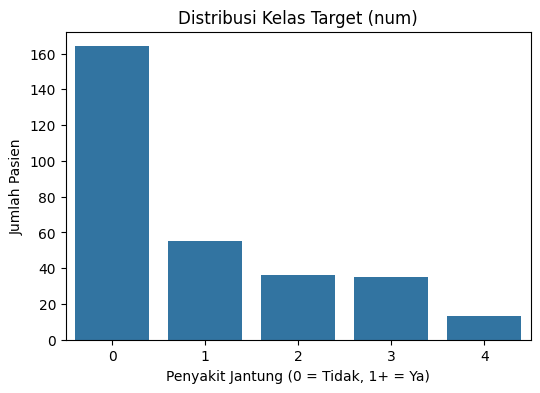 Distribusi Kelas Target (num)
160
140
120
100
80
60
40
20
0
Jumlah Pasien
0 1 2 3 4
Penyakit Jantung (0 = Tidak, 1+ = Ya)